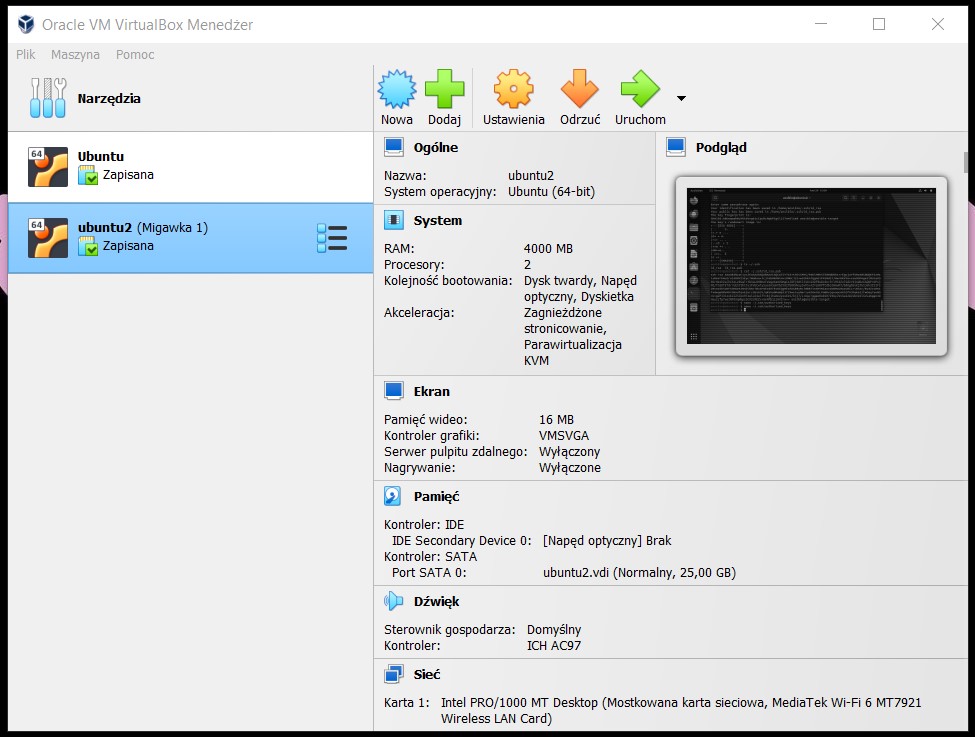 Oracle VM VirtualBox Menedżer
Plik Maszyna Pomoc
Narzędzia
Nowa Dodaj Ustawienia Odrzuć Uruchom
64
Ubuntu
Zapisana
64
ubuntu2 (Migawka 1)
Zapisana
Ogólne
Nazwa: ubuntu2
System operacyjny: Ubuntu (64-bit)
Podgląd
System
RAM: 4000 MB
Procesory: 2
Kolejność bootowania: Dysk twardy, Napęd
optyczny, Dyskietka
Akceleracja: Zagnieżdżone
stronicowanie,
Parawirtualizacja
KVM
Ekran
Pamięć wideo: 16 MB
Kontroler grafiki: VMSVGA
Serwer pulpitu zdalnego: Wyłączony
Nagrywanie: Wyłączone
Pamięć
Kontroler: IDE
IDE Secondary Device 0: [Napęd optyczny] Brak
Kontroler: SATA
Port SATA 0: ubuntu2.vdi (Normalny, 25,00 GB)
Dźwięk
Sterownik gospodarza: Domyślny
Kontroler: ICH AC97
Sieć
Karta 1: Intel PRO/1000 MT Desktop (Mostkowana karta sieciowa, MediaTek Wi-Fi 6 MT7921
Wireless LAN Card)